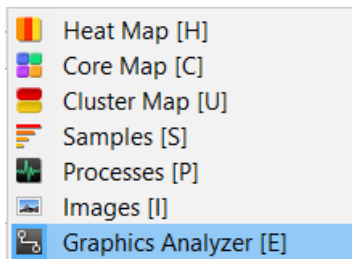 Heat Map [H]
Core Map [C]
Cluster Map [U]
Samples [S]
Processes [P]
Images [I]
Graphics Analyzer [E]